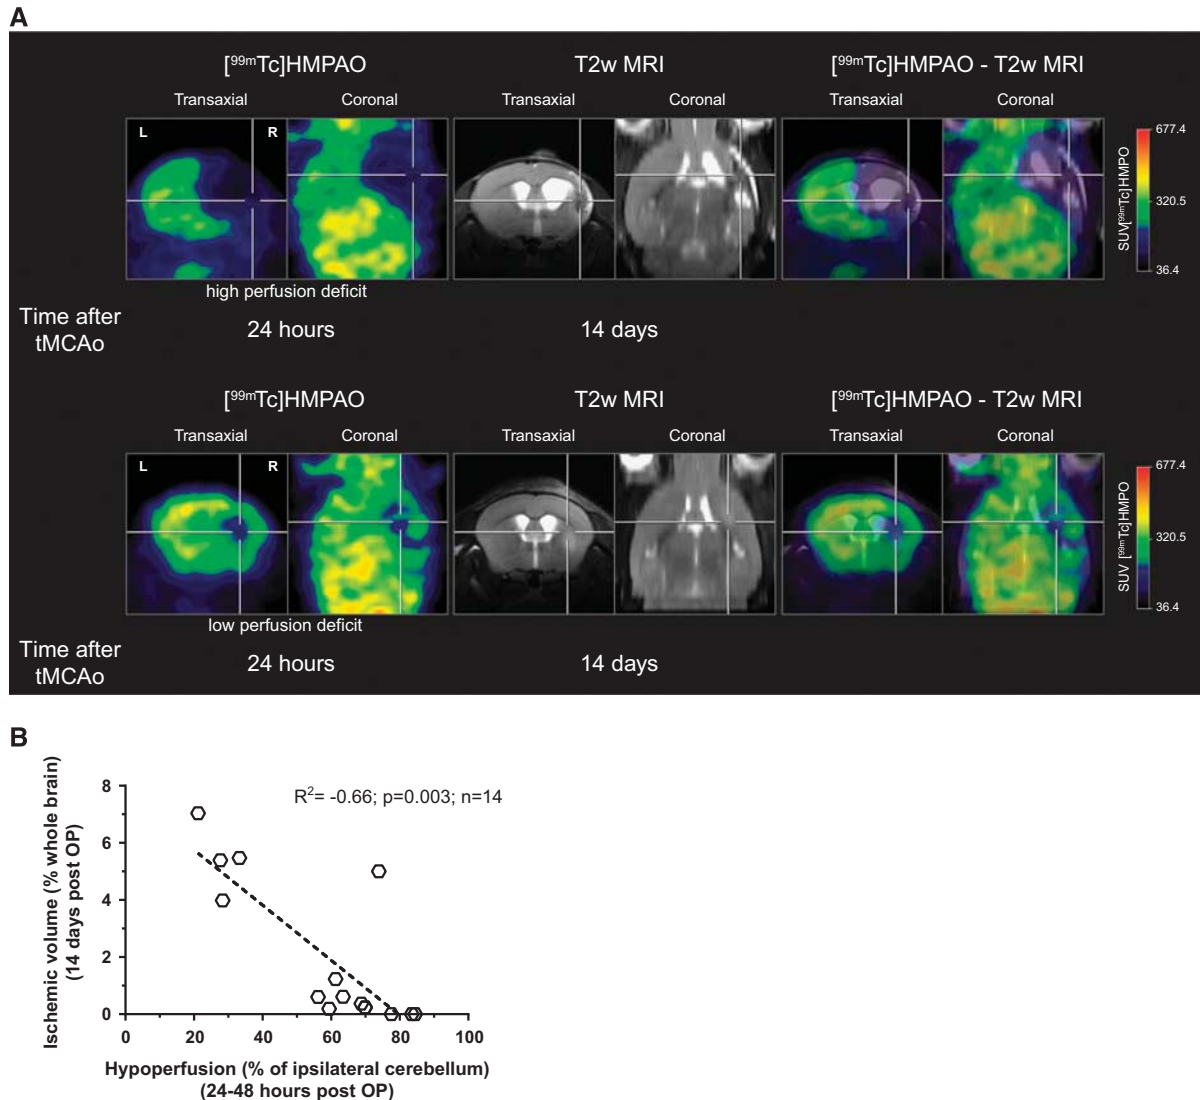 A
[99mTc]HMPAO T2w MRI [99mTc]HMPAO - T2w MRI
Transaxial Coronal Transaxial Coronal Transaxial Coronal
L R
677.4
320.5
36.4
SUV[99mTc]HMPO
high perfusion deficit
Time after
tMCAo
24 hours 14 days
[99mTc]HMPAO T2w MRI [99mTc]HMPAO - T2w MRI
Transaxial Coronal Transaxial Coronal Transaxial Coronal
L R
677.4
320.5
36.4
SUV [99mTc]HMPO
low perfusion deficit
Time after
tMCAo
24 hours 14 days
B
R2= -0.66; p=0.003; n=14
Ischemic volume (% whole brain)
(14 days post OP)
8
6
4
2
0
0 20 40 60 80 100
Hypoperfusion (% of ipsilateral cerebellum)
(24-48 hours post OP)